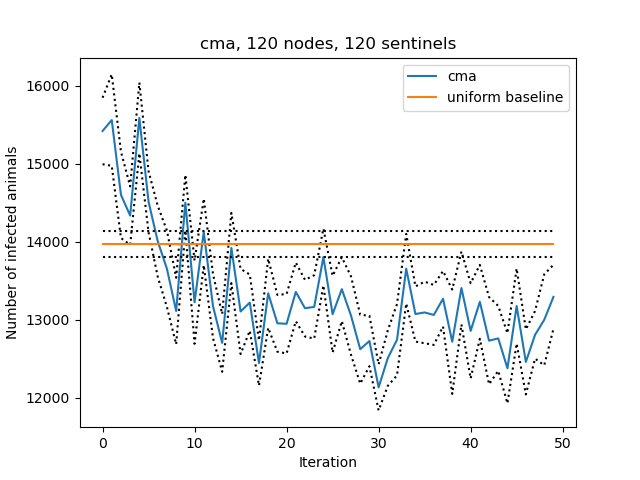 cma, 120 nodes, 120 sentinels
cma
uniform baseline
Number of infected animals
16000
15000
14000
13000
12000
0 10 20 30 40 50
Iteration